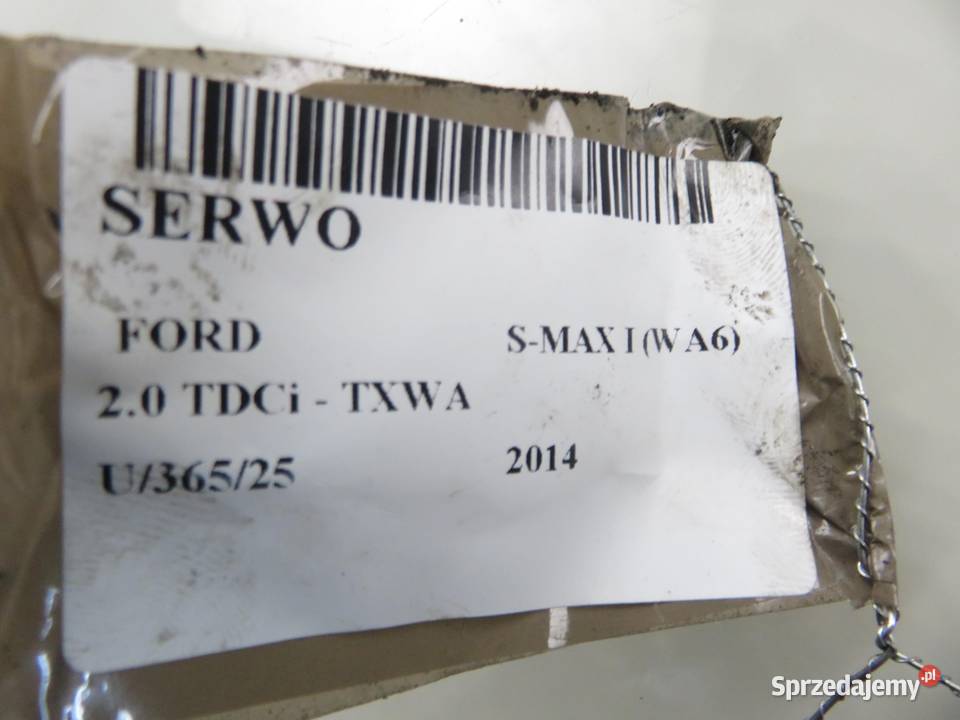 SERWO
FORD S-MAX I (WA6)
2.0 TDCi - TXWA
U/365/25 2014
Sprzedajemy.pl